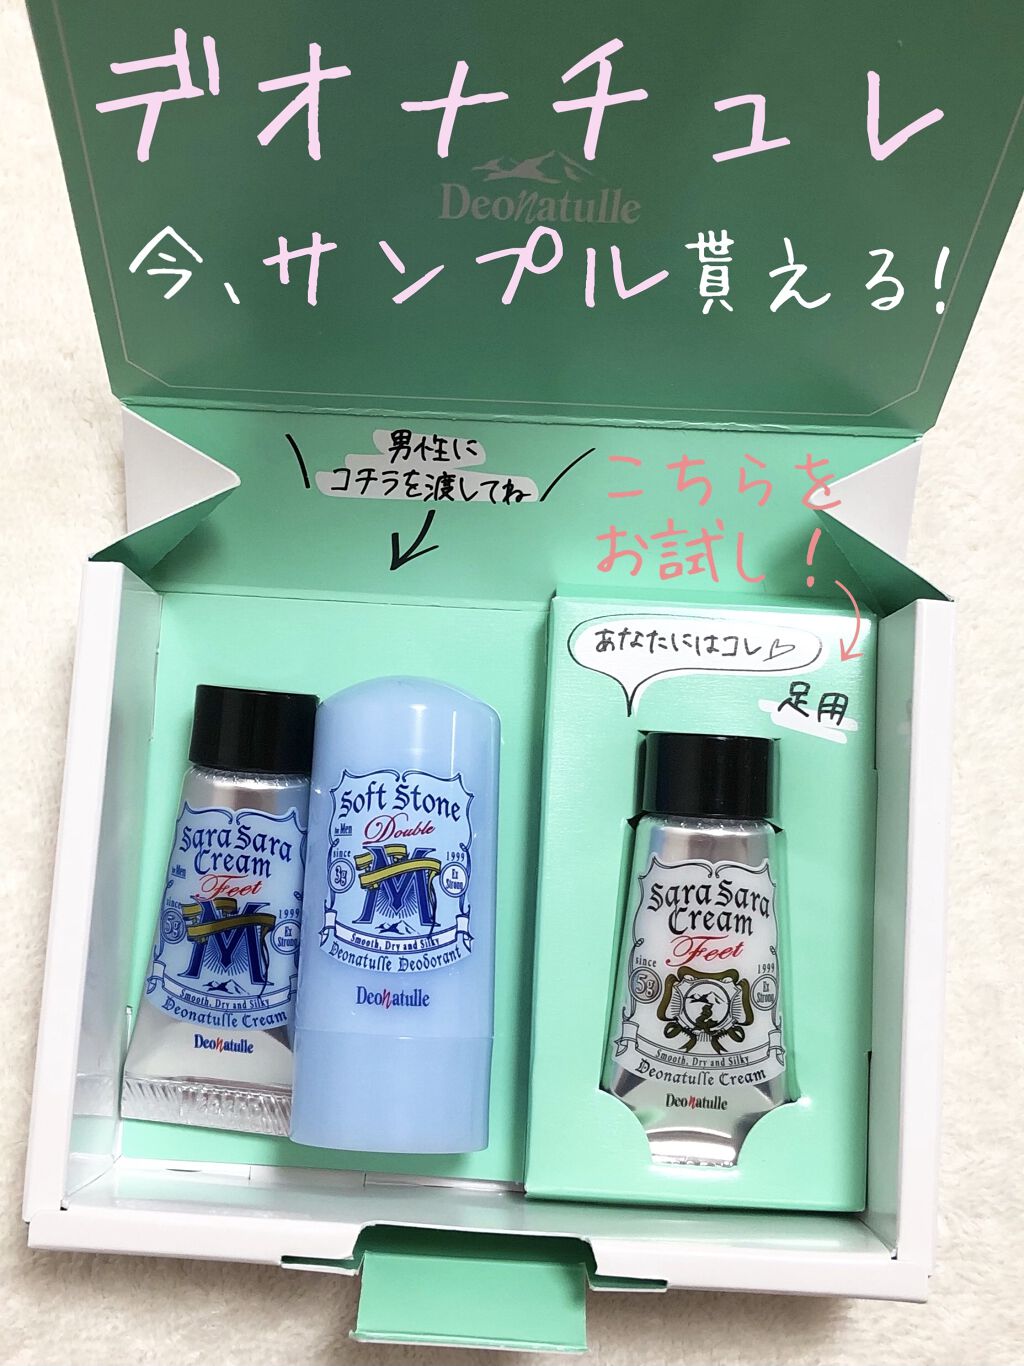 デオナチュレ
Deonatulle
今、サンプル貰える!
男性に
コチラを渡してね
こちらを
お試し!
あなたにはコレ
足用
Sara Sara
Cream
for Men
Feet
since 1999
5g
Ex
Strong
M
Smooth, Dry and Silky
Deonatulle Cream
Deonatulle
Soft Stone
for Men
Double
since 1999
Ex
Strong
M
Smooth, Dry and Silky
Deonatulle Deodorant
Deonatulle
Sara Sara
Cream
Feet
since 1999
5g
Ex
Strong
Smooth, Dry and Silky
Deonatulle Cream
Deonatulle